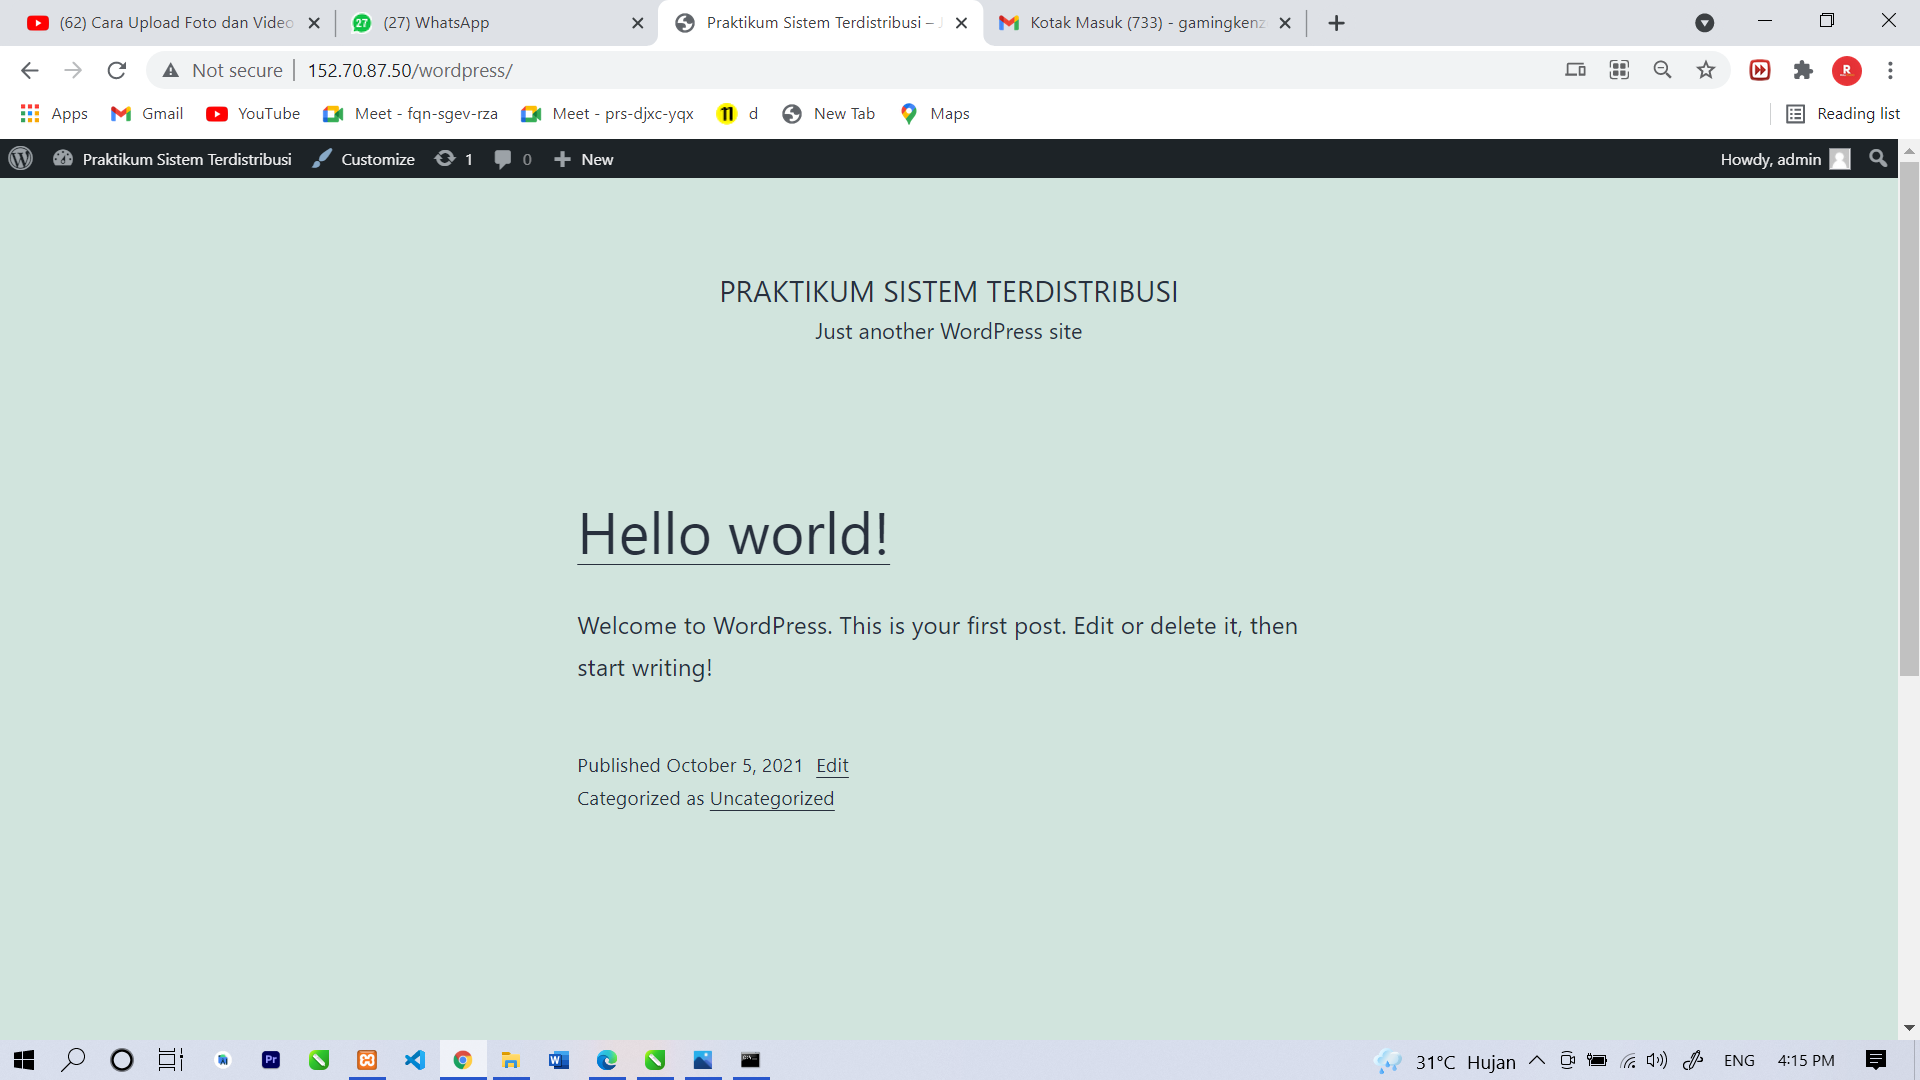 (62) Cara Upload Foto dan Video
(27) WhatsApp
Praktikum Sistem Terdistribusi –
Kotak Masuk (733) - gamingkenz
Not secure
152.70.87.50/wordpress/
R
Apps
Gmail
YouTube
Meet - fqn-sgev-rza
Meet - prs-djxc-yqx
d
New Tab
Maps
Reading list
Praktikum Sistem Terdistribusi
Customize
1
0
New
Howdy, admin
PRAKTIKUM SISTEM TERDISTRIBUSI
Just another WordPress site
Hello world!
Welcome to WordPress. This is your first post. Edit or delete it, then
start writing!
Published October 5, 2021 Edit
Categorized as Uncategorized
Pr
31°C Hujan
ENG
4:15 PM